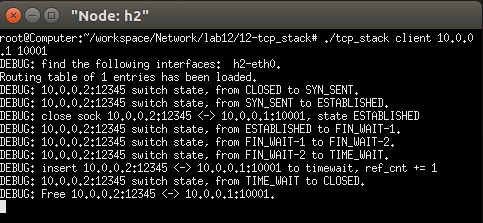 "Node: h2"
root@Computer:~/workspace/Network/lab12/12-tcp_stack# ./tcp_stack client 10.0.0
.1 10001
DEBUG: find the following interfaces:  h2-eth0.
Routing table of 1 entries has been loaded.
DEBUG: 10.0.0.2:12345 switch state, from CLOSED to SYN_SENT.
DEBUG: 10.0.0.2:12345 switch state, from SYN_SENT to ESTABLISHED.
DEBUG: close sock 10.0.0.2:12345 <-> 10.0.0.1:10001, state ESTABLISHED
DEBUG: 10.0.0.2:12345 switch state, from ESTABLISHED to FIN_WAIT-1.
DEBUG: 10.0.0.2:12345 switch state, from FIN_WAIT-1 to FIN_WAIT-2.
DEBUG: 10.0.0.2:12345 switch state, from FIN_WAIT-2 to TIME_WAIT.
DEBUG: insert 10.0.0.2:12345 <-> 10.0.0.1:10001 to timewait, ref_cnt += 1
DEBUG: 10.0.0.2:12345 switch state, from TIME_WAIT to CLOSED.
DEBUG: Free 10.0.0.2:12345 <-> 10.0.0.1:10001.